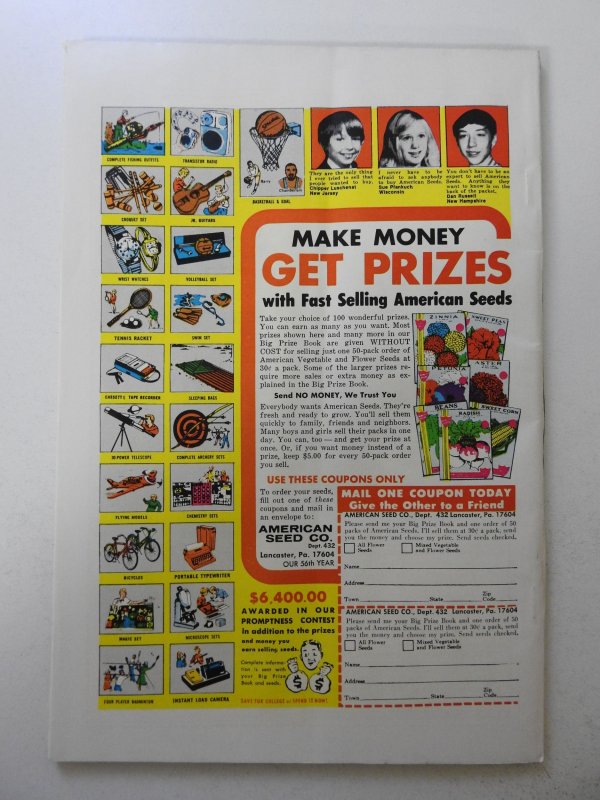 COMPLETE FISHING OUTFITS
TRANSISTOR RADIO
BASKETBALL & GOAL
They are the only thing
I ever tried to sell that
people wanted to buy.
Chipper Luschenat
New Jersey
I never have to be
afraid to ask anybody
to buy American Seeds.
Sue Pfankuch
Wisconsin
You don't have to be an
expert to sell American
Seeds. Anything they
want to know is on the
back of the packet.
Dan Russell
New Hampshire
CROQUET SET
JR. GUITARS
WRIST WATCHES
VOLLEYBALL SET
TENNIS RACKET
SWIM SET
CASSETTE TAPE RECORDER
SLEEPING BAGS
30 POWER TELESCOPE
COMPLETE ARCHERY SETS
FLYING MODELS
CHEMISTRY SETS
BICYCLES
PORTABLE TYPEWRITER
MICROSCOPE SETS
FOUR PLAYER BADMINTON
INSTANT LOAD CAMERA
MAKE MONEY
GET PRIZES
with Fast Selling American Seeds
Take your choice of 100 wonderful prizes.
You can earn as many as you want. Most
prizes shown here and many more in our
Big Prize Book are given WITHOUT
COST for selling just one 50-pack order of
American Vegetable and Flower Seeds at
30¢ a pack. Some of the larger prizes re-
quire more sales or extra money as ex-
plained in the Big Prize Book.
Send NO MONEY, We Trust You
Everybody wants American Seeds. They're
fresh and ready to grow. You'll sell them
quickly to family, friends and neighbors.
Many boys and girls sell their packs in one
day. You can, too — and get your prize at
once. Or, if you want money instead of a
prize, keep $5.00 for every 50-pack order
you sell.
ZINNIA
SWEET PEAS
PETUNIA
ASTER
BEANS
RADISH
SWEET CORN
USE THESE COUPONS ONLY
To order your seeds,
fill out one of these
coupons and mail in
an envelope to:
AMERICAN
SEED CO.
Dept. 432
Lancaster, Pa. 17604
OUR 56th YEAR
MAIL ONE COUPON TODAY
Give the Other to a Friend
AMERICAN SEED CO., Dept. 432 Lancaster, Pa. 17604
Please send me your Big Prize Book and one order of 50
packs of American Seeds. I'll sell them at 30¢ a pack, send
you the money and choose my prize. Send seeds checked.
All Flower Seeds
Mixed Vegetable and Flower Seeds
Name
Address
Town State Zip Code
AMERICAN SEED CO., Dept. 432 Lancaster, Pa. 17604
Please send me your Big Prize Book and one order of 50
packs of American Seeds. I'll sell them at 30¢ a pack, send
you the money and choose my prize. Send seeds checked.
All Flower Seeds
Mixed Vegetable and Flower Seeds
Name
Address
Town State Zip Code
$6,400.00
AWARDED IN OUR
PROMPTNESS CONTEST
In addition to the prizes
and money you
earn selling seeds.
Complete informa-
tion is sent with
your Big Prize
Book and seeds.
SAVE FOR COLLEGE or SPEND IT NOW!